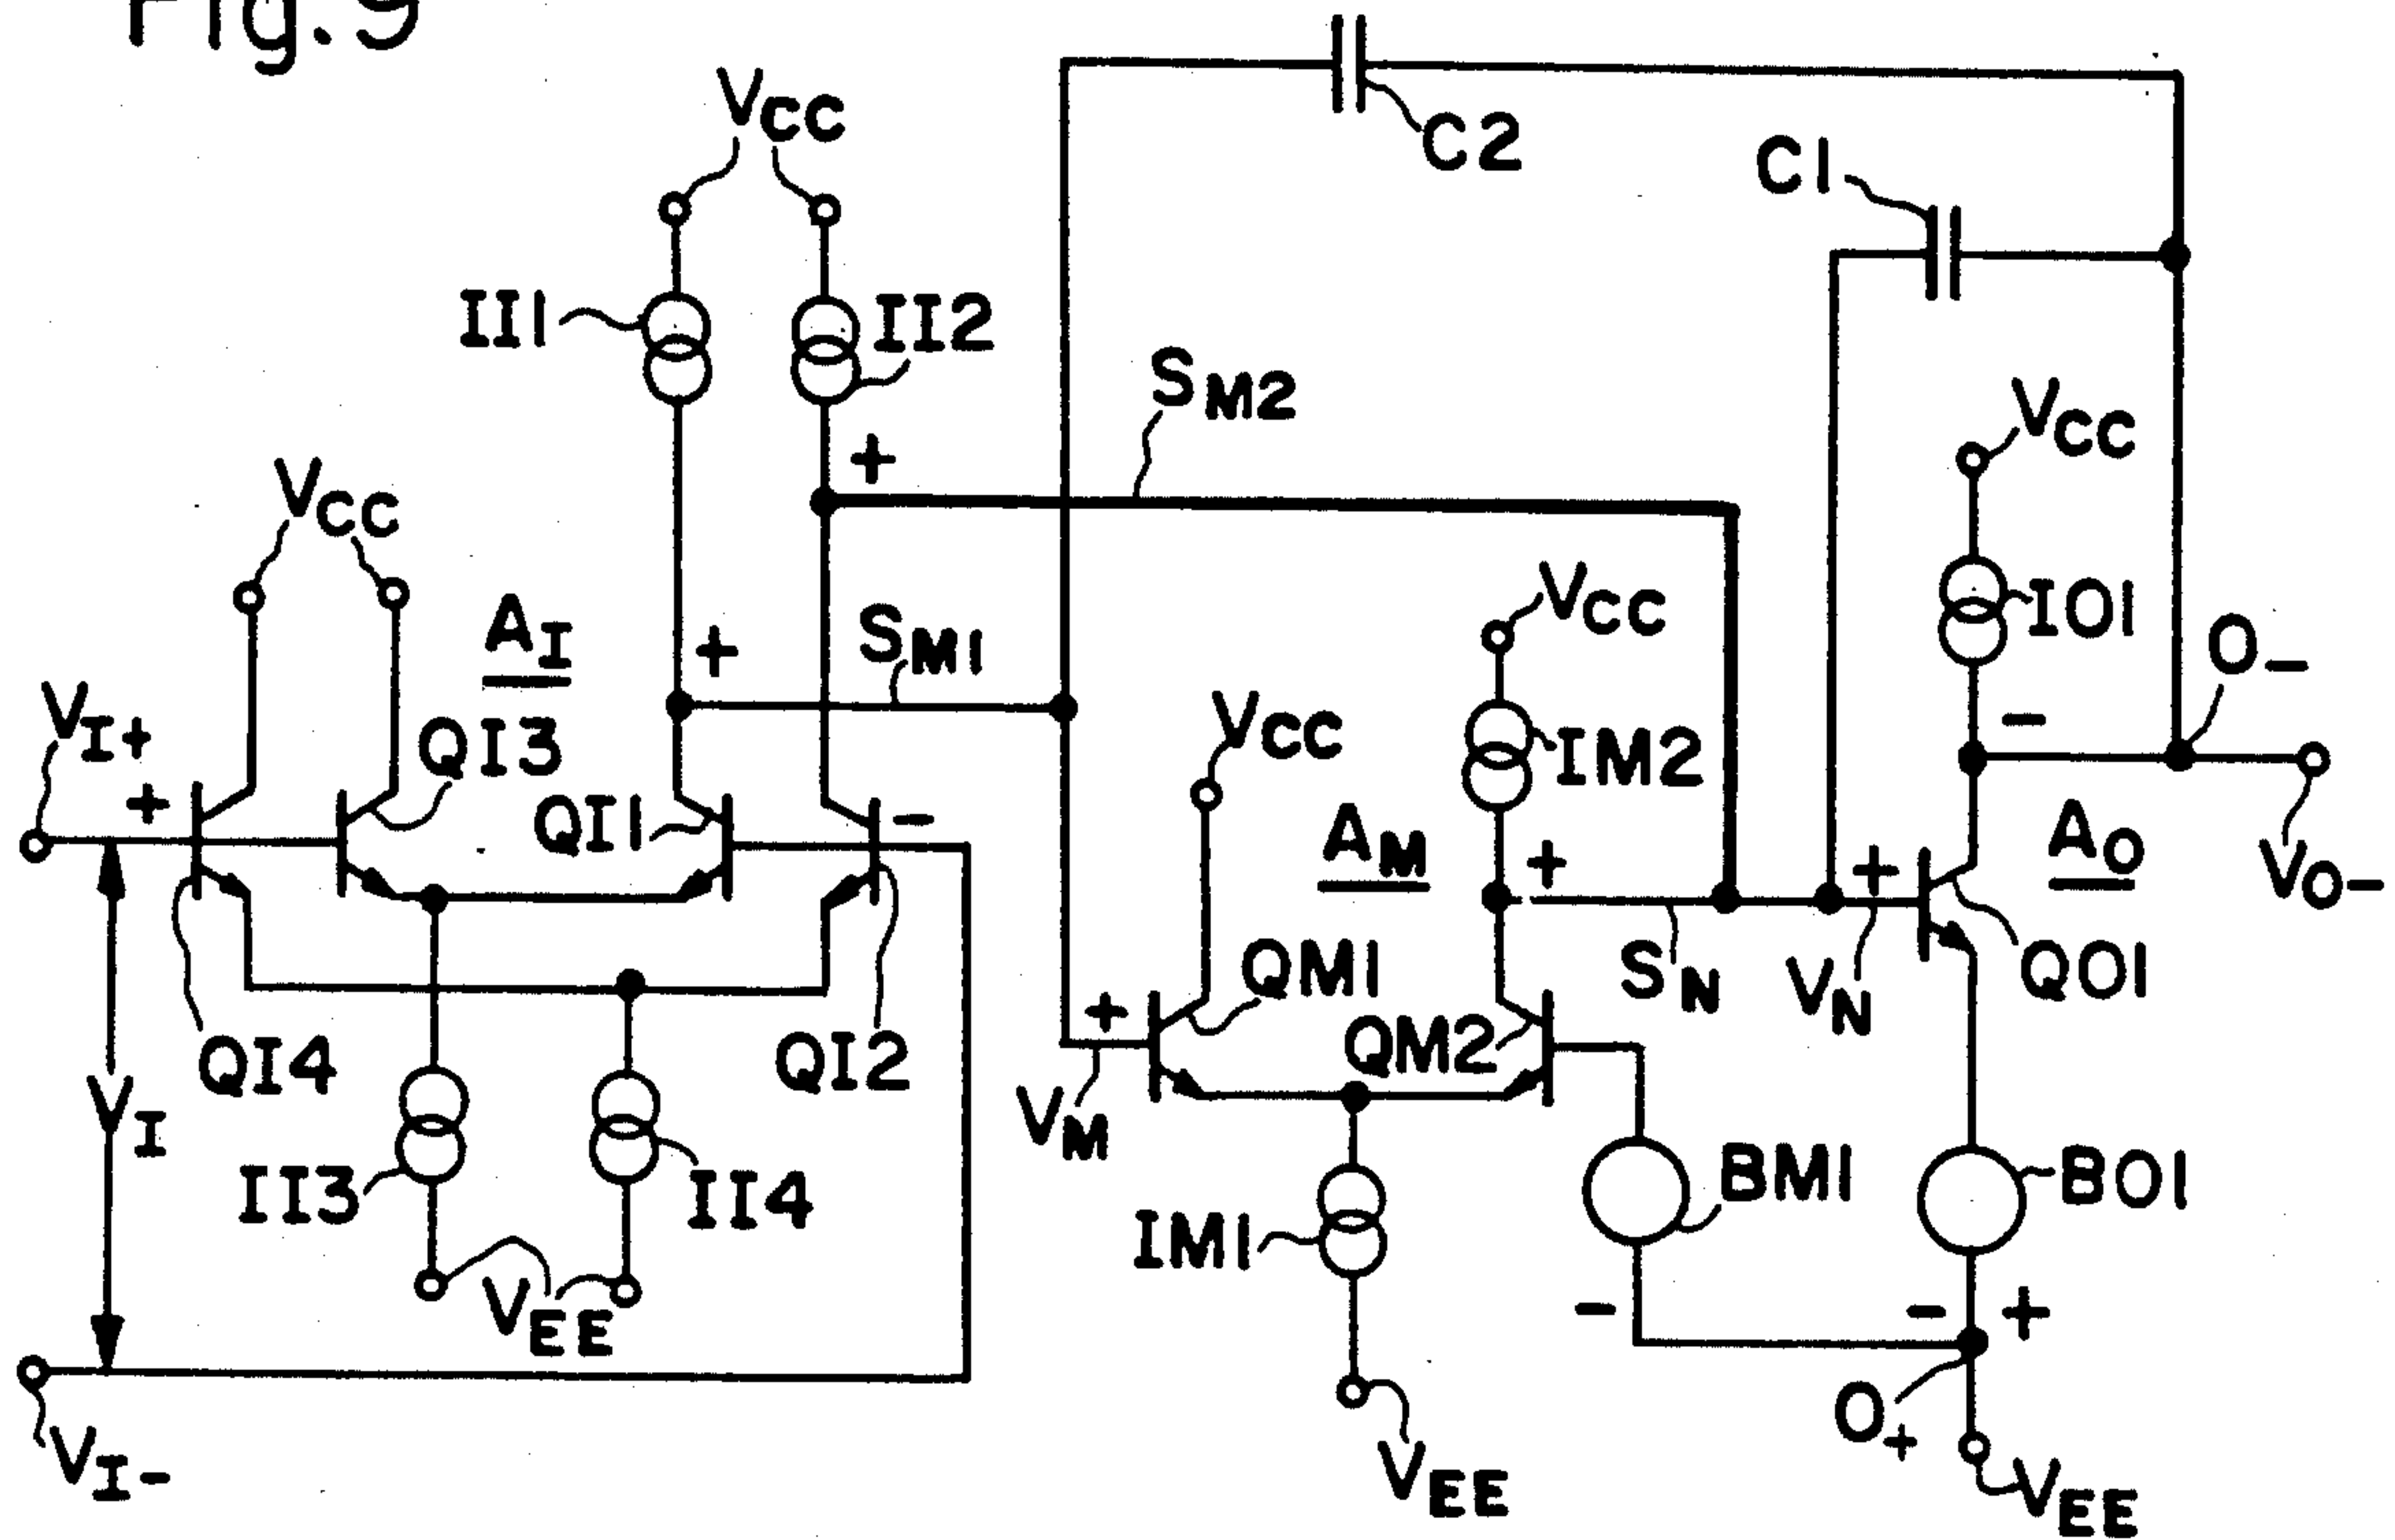 Fig.9
VCC
C2
C1
II1
II2
SM2
VCC
VCC
VCC
AI
SM1
IO1
O-
VI+
+
+
QI3
QI1
-
VCC
IM2
-
AM
+
+
AO
VO-
+
SN
VN
QO1
QI4
QI2
VI
+
QM1
QM2
VM
II3
II4
BM1
BO1
IM1
VEE
-
-
+
O+
VI-
VEE
VEE